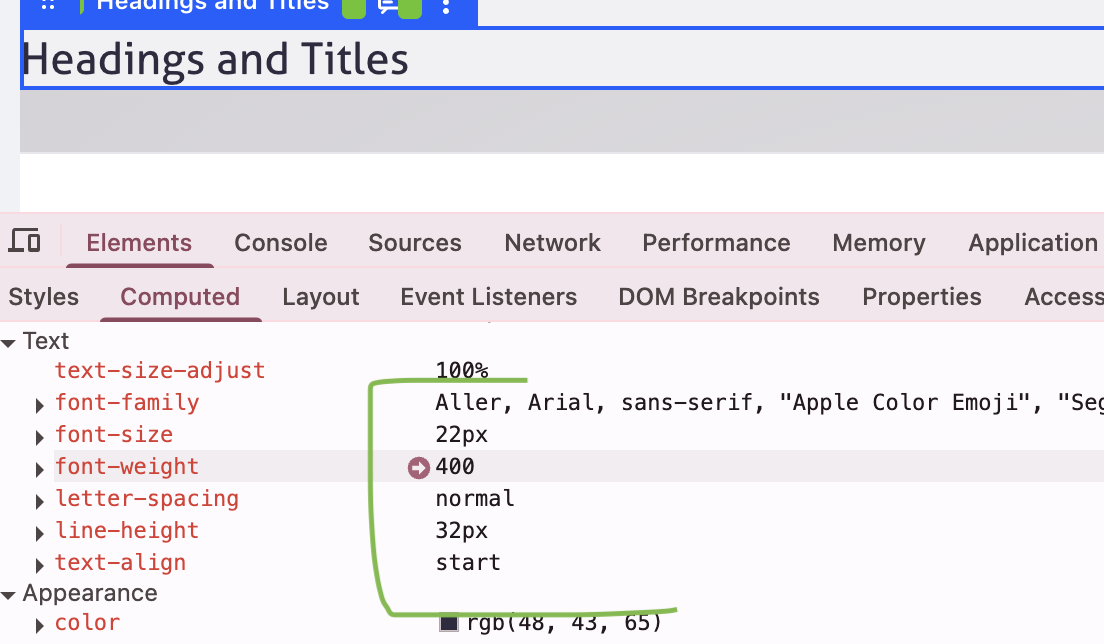 Headings and Titles
Headings and Titles
Elements Console Sources Network Performance Memory Application
Styles Computed Layout Event Listeners DOM Breakpoints Properties Access
Text
text-size-adjust 100%
font-family Aller, Arial, sans-serif, "Apple Color Emoji", "Seg
font-size 22px
font-weight 400
letter-spacing normal
line-height 32px
text-align start
Appearance
color rgb(48, 43, 65)